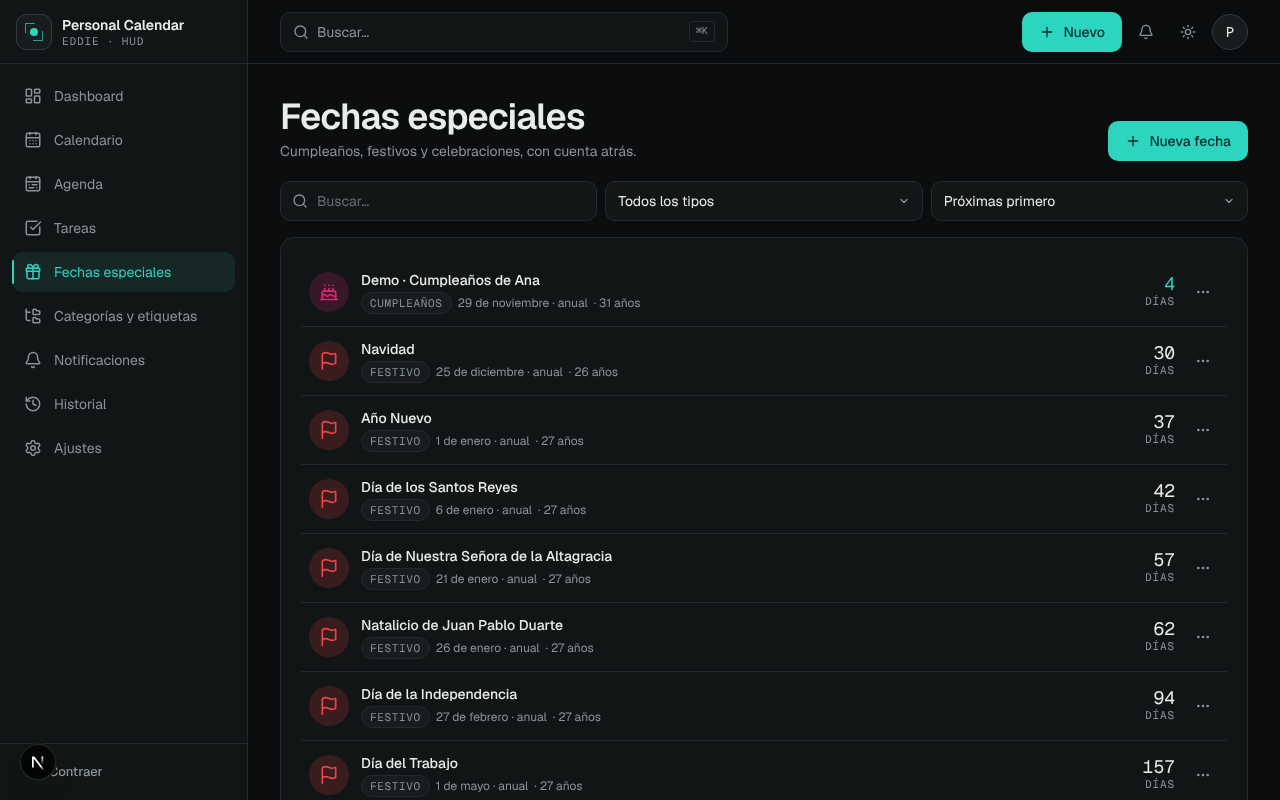 Personal Calendar
EDDIE · HUD
Buscar...
⌘K
Nuevo
P
Dashboard
Calendario
Agenda
Tareas
Fechas especiales
Categorías y etiquetas
Notificaciones
Historial
Ajustes
Contraer
N
Fechas especiales
Cumpleaños, festivos y celebraciones, con cuenta atrás.
Nueva fecha
Buscar...
Todos los tipos
Próximas primero
Demo · Cumpleaños de Ana
CUMPLEAÑOS 29 de noviembre · anual · 31 años
4
DÍAS
Navidad
FESTIVO 25 de diciembre · anual · 26 años
30
DÍAS
Año Nuevo
FESTIVO 1 de enero · anual · 27 años
37
DÍAS
Día de los Santos Reyes
FESTIVO 6 de enero · anual · 27 años
42
DÍAS
Día de Nuestra Señora de la Altagracia
FESTIVO 21 de enero · anual · 27 años
57
DÍAS
Natalicio de Juan Pablo Duarte
FESTIVO 26 de enero · anual · 27 años
62
DÍAS
Día de la Independencia
FESTIVO 27 de febrero · anual · 27 años
94
DÍAS
Día del Trabajo
FESTIVO 1 de mayo · anual · 27 años
157
DÍAS